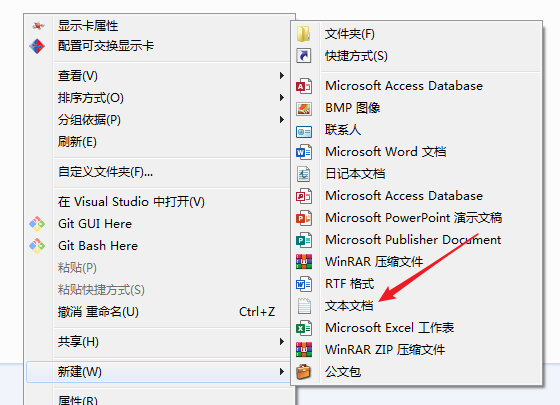 显示卡属性
配置可交换显示卡
查看(V)
排序方式(O)
分组依据(P)
刷新(E)
自定义文件夹(F)...
在 Visual Studio 中打开(V)
Git GUI Here
Git Bash Here
粘贴(P)
粘贴快捷方式(S)
撤消 重命名(U) Ctrl+Z
共享(H)
新建(W)
属性(R)
文件夹(F)
快捷方式(S)
Microsoft Access Database
BMP 图像
联系人
Microsoft Word 文档
日记本文档
Microsoft Access Database
Microsoft PowerPoint 演示文稿
Microsoft Publisher Document
WinRAR 压缩文件
RTF 格式
文本文档
Microsoft Excel 工作表
WinRAR ZIP 压缩文件
公文包